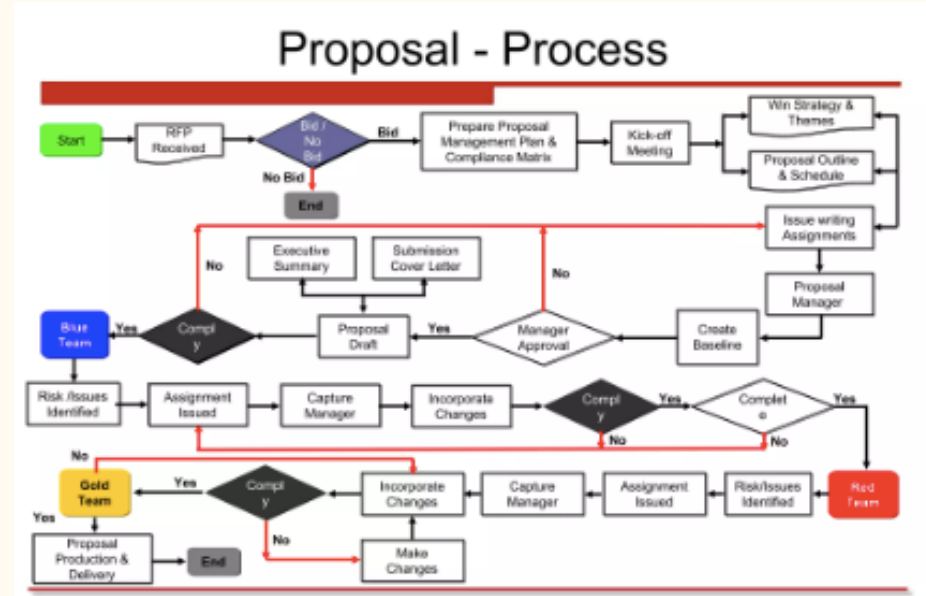 Proposal - Process
Start
RFP
Received
Bid /
No
Bid
Bid
No Bid
End
Prepare Proposal
Management Plan &
Compliance Matrix
Kick-off
Meeting
Win Strategy &
Themes
Proposal Outline
& Schedule
Issue writing
Assignments
Proposal
Manager
Create
Baseline
Manager
Approval
No
Yes
Executive
Summary
Submission
Cover Letter
Proposal
Draft
Compl
y
No
Yes
Blue
Team
Risk /Issues
Identified
Assignment
Issued
Capture
Manager
Incorporate
Changes
Compl
y
Yes
No
Complet
e
Yes
No
Red
Team
Risk/Issues
Identified
Assignment
Issued
Capture
Manager
Incorporate
Changes
Compl
y
Yes
No
Make
Changes
Gold
Team
No
Yes
Proposal
Production &
Delivery
End